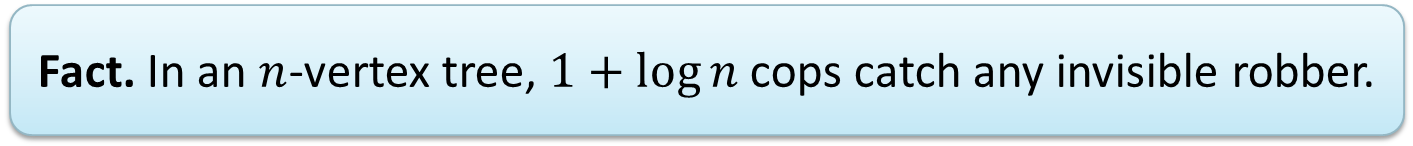 Fact. In an n-vertex tree, 1 + log n cops catch any invisible robber.